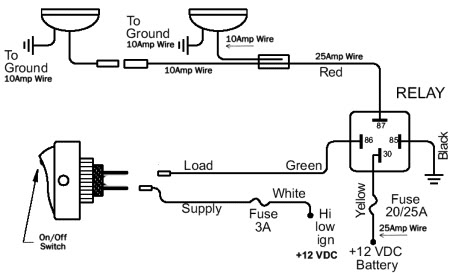 To
Ground
10Amp Wire
To
Ground
10Amp Wire
10Amp Wire
10Amp Wire
25Amp Wire
Red
RELAY
87
86
85
30
Black
Load
Green
Yellow
Fuse
20/25A
Supply
White
Fuse
3A
Hi
low
ign
+12 VDC
25Amp Wire
+12 VDC
Battery
On/Off
Switch